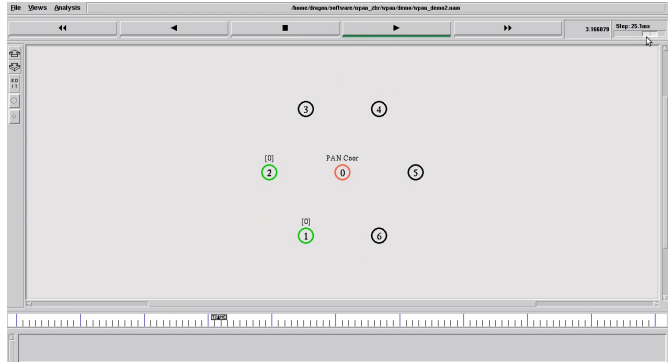 File Views Analysis
/home/dragon/software/wpan_zbr/wpan/demo/wpan_demo2.nam
3.166079 Step: 25.1ms
3 4
[0] PAN Coor
2 0 5
[0]
1 6